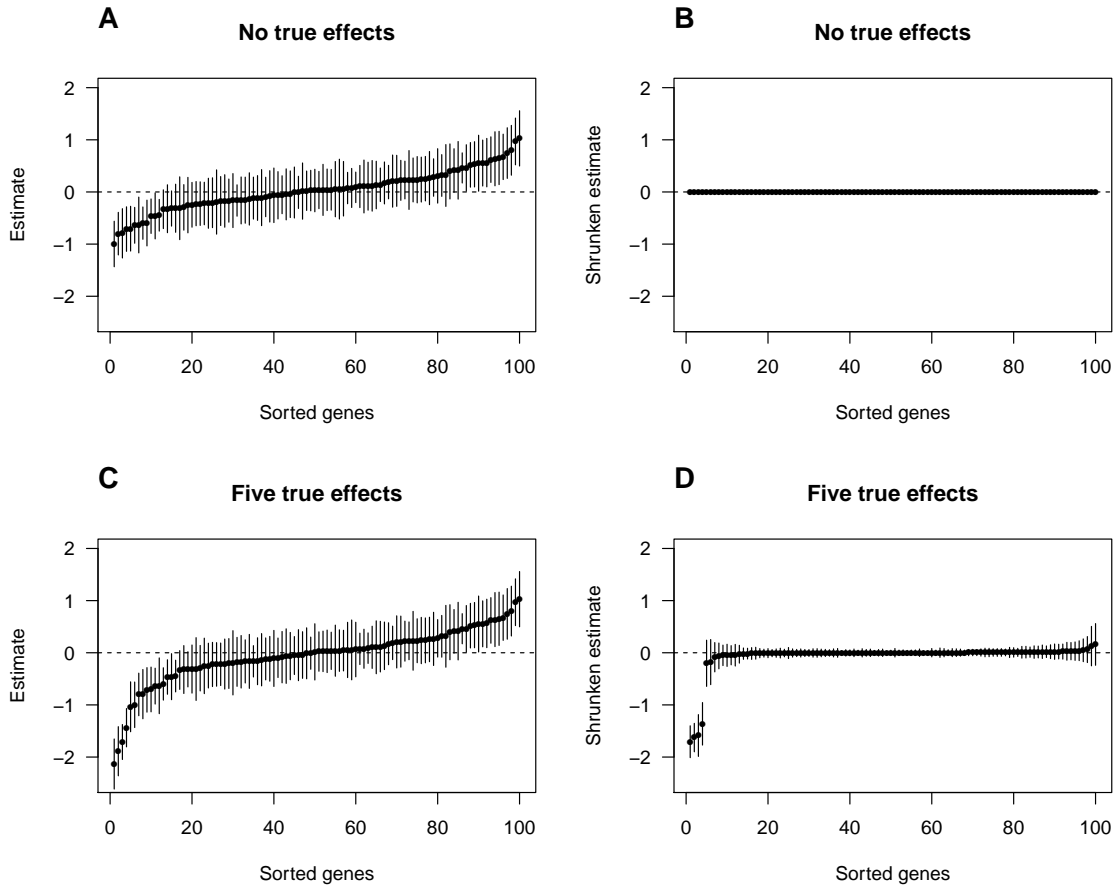 A
No true effects
2
1
0
−1
−2
Estimate
0 20 40 60 80 100
Sorted genes
B
No true effects
2
1
0
−1
−2
Shrunken estimate
0 20 40 60 80 100
Sorted genes
C
Five true effects
2
1
0
−1
−2
Estimate
0 20 40 60 80 100
Sorted genes
D
Five true effects
2
1
0
−1
−2
Shrunken estimate
0 20 40 60 80 100
Sorted genes